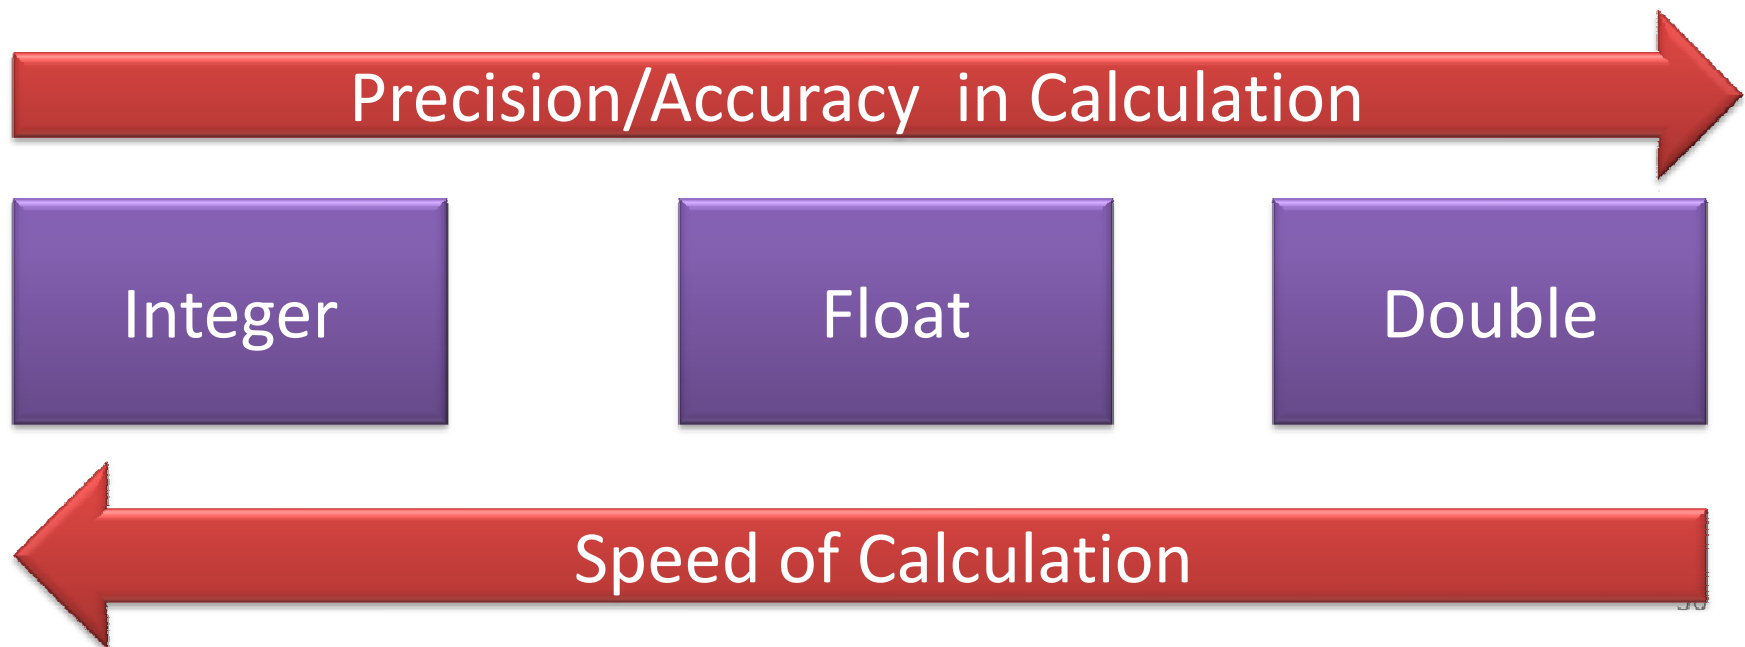 Precision/Accuracy in Calculation
Integer
Float
Double
Speed of Calculation